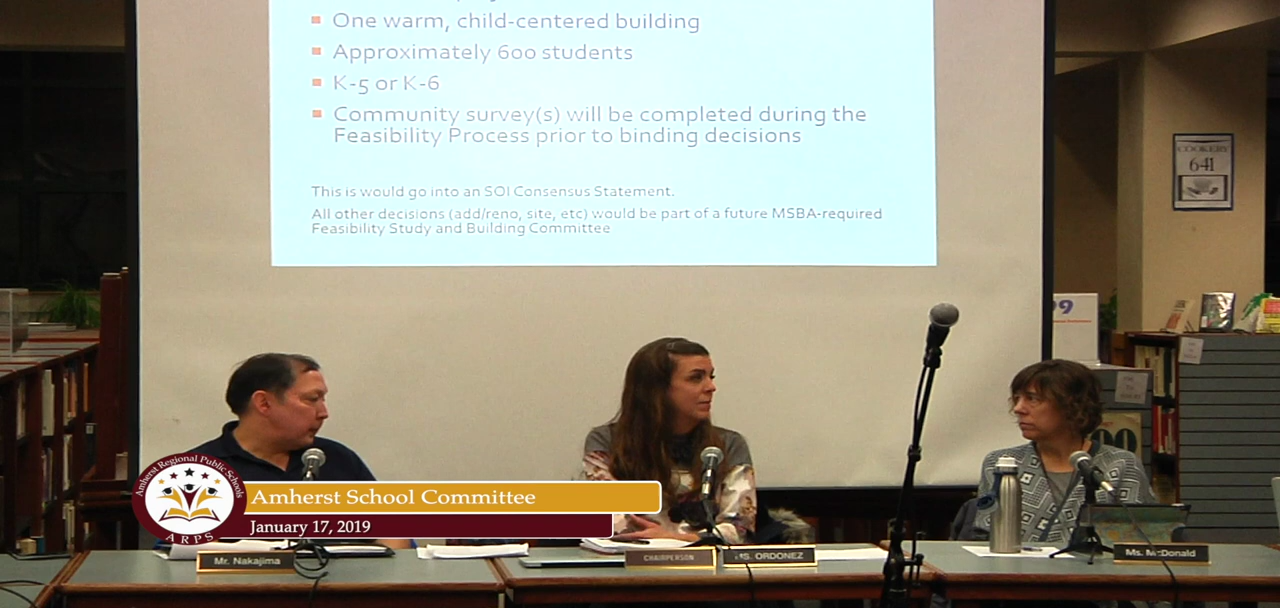 One warm, child-centered building
Approximately 600 students
K-5 or K-6
Community survey(s) will be completed during the
Feasibility Process prior to binding decisions
This is would go into an SOI Consensus Statement.
All other decisions (add/reno, site, etc) would be part of a future MSBA-required
Feasibility Study and Building Committee
COOKERY
641
Amherst Regional Public Schools
ARPS
Amherst School Committee
January 17, 2019
Mr. Nakajima
CHAIRPERSON
MS. ORDONEZ
Ms. McDonald